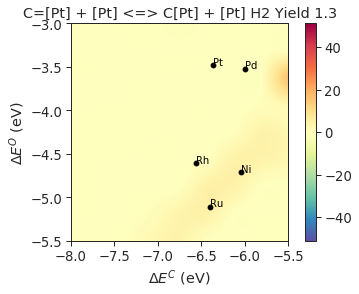 C=[Pt] + [Pt] <=> C[Pt] + [Pt] H2 Yield 1.3
−3.0
−3.5
−4.0
−4.5
−5.0
−5.5
ΔE^O (eV)
Pt
Pd
Rh
Ni
Ru
−8.0 −7.5 −7.0 −6.5 −6.0 −5.5
ΔE^C (eV)
40
20
0
−20
−40